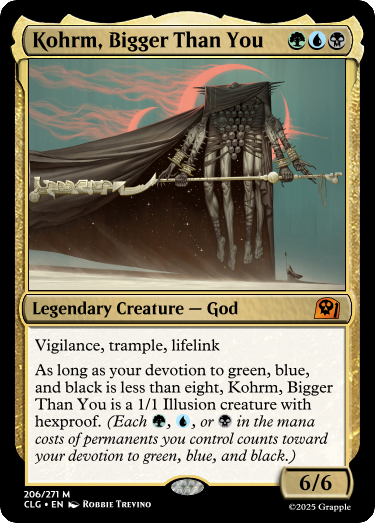 Kohrm, Bigger Than You
Legendary Creature — God
Vigilance, trample, lifelink
As long as your devotion to green, blue,
and black is less than eight, Kohrm, Bigger
Than You is a 1/1 Illusion creature with
hexproof. (Each , , or in the mana
costs of permanents you control counts toward
your devotion to green, blue, and black.)
6/6
206/271 M
CLG • EN Robbie Trevino
©2025 Grapple